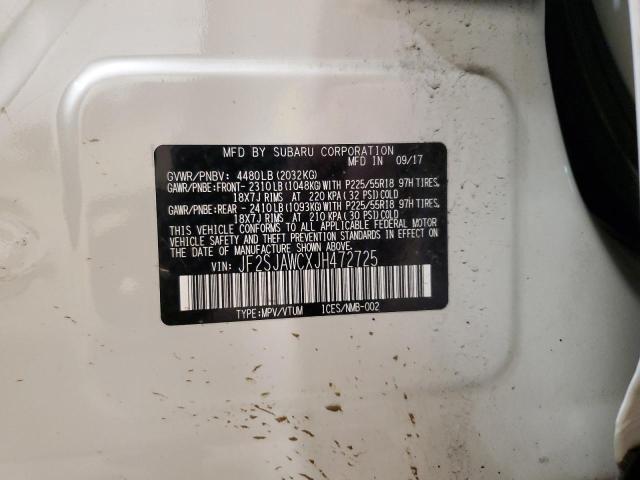 MFD BY SUBARU CORPORATION
MFD IN 09/17
GVWR/PNBV: 4480LB (2032KG)
GAWR/PNBE:FRONT- 2310LB(1048KG)WITH P225/55R18 97H TIRES,
18X7J RIMS AT 220 KPA (32 PSI)COLD
GAWR/PNBE:REAR - 2410LB(1093KG)WITH P225/55R18 97H TIRES,
18X7J RIMS AT 210 KPA (30 PSI)COLD
THIS VEHICLE CONFORMS TO ALL APPLICABLE FEDERAL MOTOR
VEHICLE SAFETY, BUMPER, AND THEFT PREVENTION
STANDARDS IN EFFECT ON THE
DATE OF MANUFACTURE SHOWN ABOVE.
VIN: JF2SJAWCXJH472725
TYPE:MPV/VTUM ICES/NMB-002